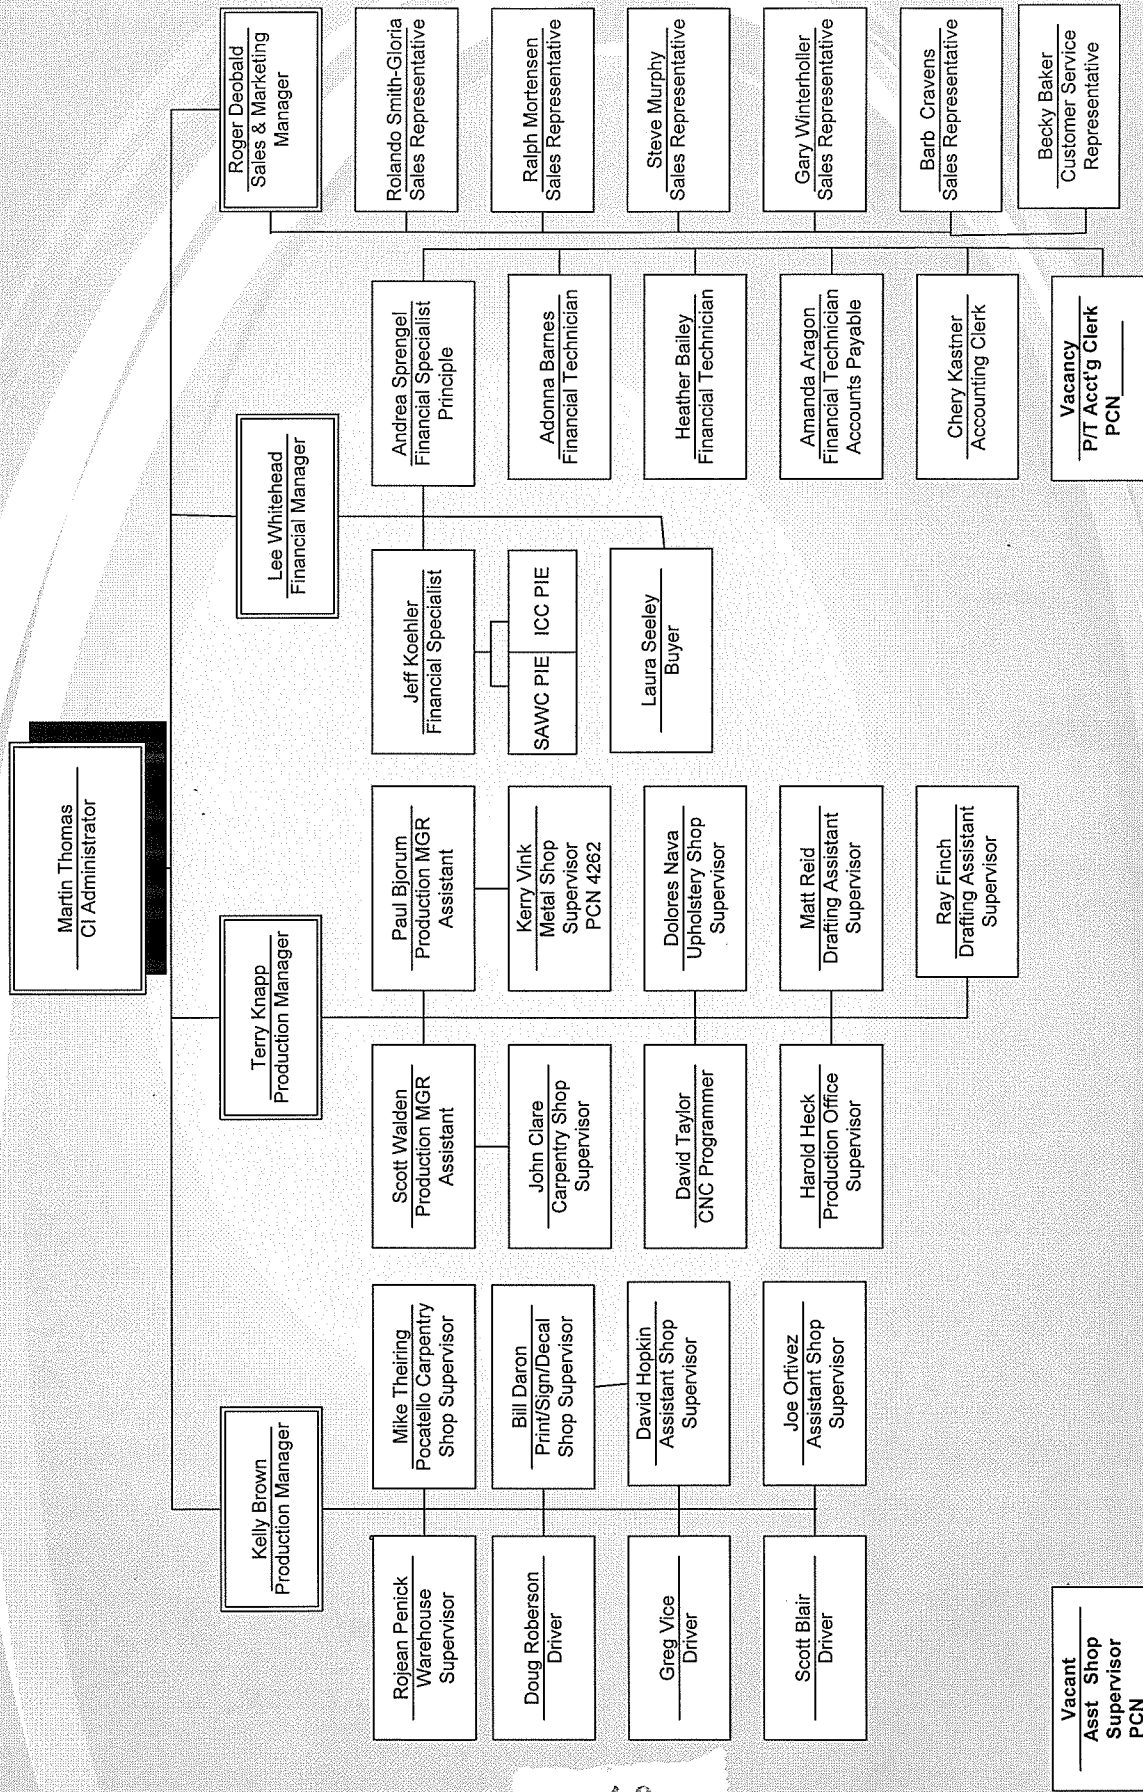 Martin Thomas
CI Administrator
Kelly Brown
Production Manager
Terry Knapp
Production Manager
Lee Whitehead
Financial Manager
Roger Deobald
Sales & Marketing
Manager
Rojean Penick
Warehouse
Supervisor
Mike Theiring
Pocatello Carpentry
Shop Supervisor
Doug Roberson
Driver
Bill Daron
Print/Sign/Decal
Shop Supervisor
Greg Vice
Driver
David Hopkin
Assistant Shop
Supervisor
Scott Blair
Driver
Joe Ortivez
Assistant Shop
Supervisor
Vacant
Asst Shop
Supervisor
PCN
Scott Walden
Production MGR
Assistant
Paul Bjorum
Production MGR
Assistant
John Clare
Carpentry Shop
Supervisor
Kerry Vink
Metal Shop
Supervisor
PCN 4262
David Taylor
CNC Programmer
Dolores Nava
Upholstery Shop
Supervisor
Harold Heck
Production Office
Supervisor
Matt Reid
Drafting Assistant
Supervisor
Ray Finch
Drafting Assistant
Supervisor
Jeff Koehler
Financial Specialist
SAWC PIE
ICC PIE
Laura Seeley
Buyer
Andrea Sprengel
Financial Specialist
Principle
Adonna Barnes
Financial Technician
Heather Bailey
Financial Technician
Amanda Aragon
Financial Technician
Accounts Payable
Chery Kastner
Accounting Clerk
Vacancy
P/T Acct'g Clerk
PCN____
Rolando Smith-Gloria
Sales Representative
Ralph Mortensen
Sales Representative
Steve Murphy
Sales Representative
Gary Winterholler
Sales Representative
Barb Cravens
Sales Representative
Becky Baker
Customer Service
Representative